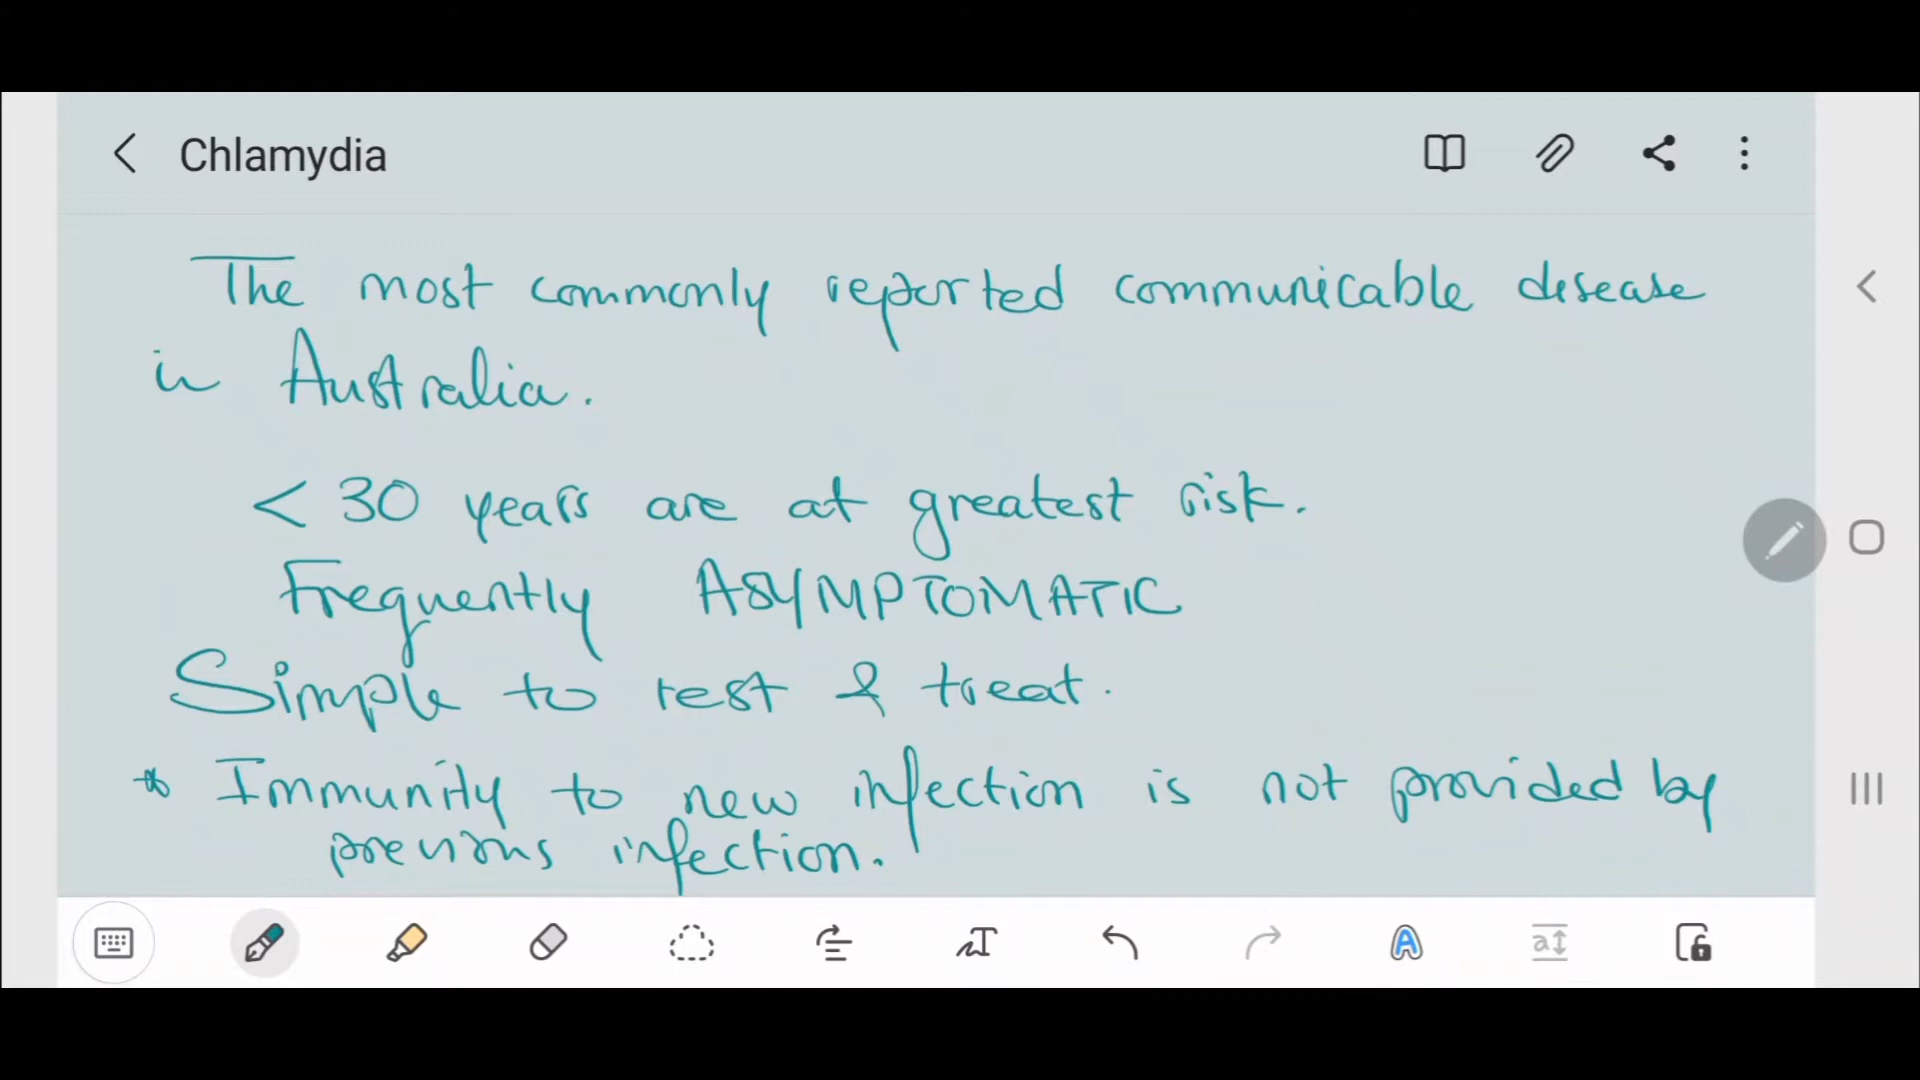 Chlamydia
The most commonly reported communicable disease
in Australia.
< 30 years are at greatest risk.
Frequently ASYMPTOMATIC
Simple to test & treat.
* Immunity to new infection is not provided by
previous infection.